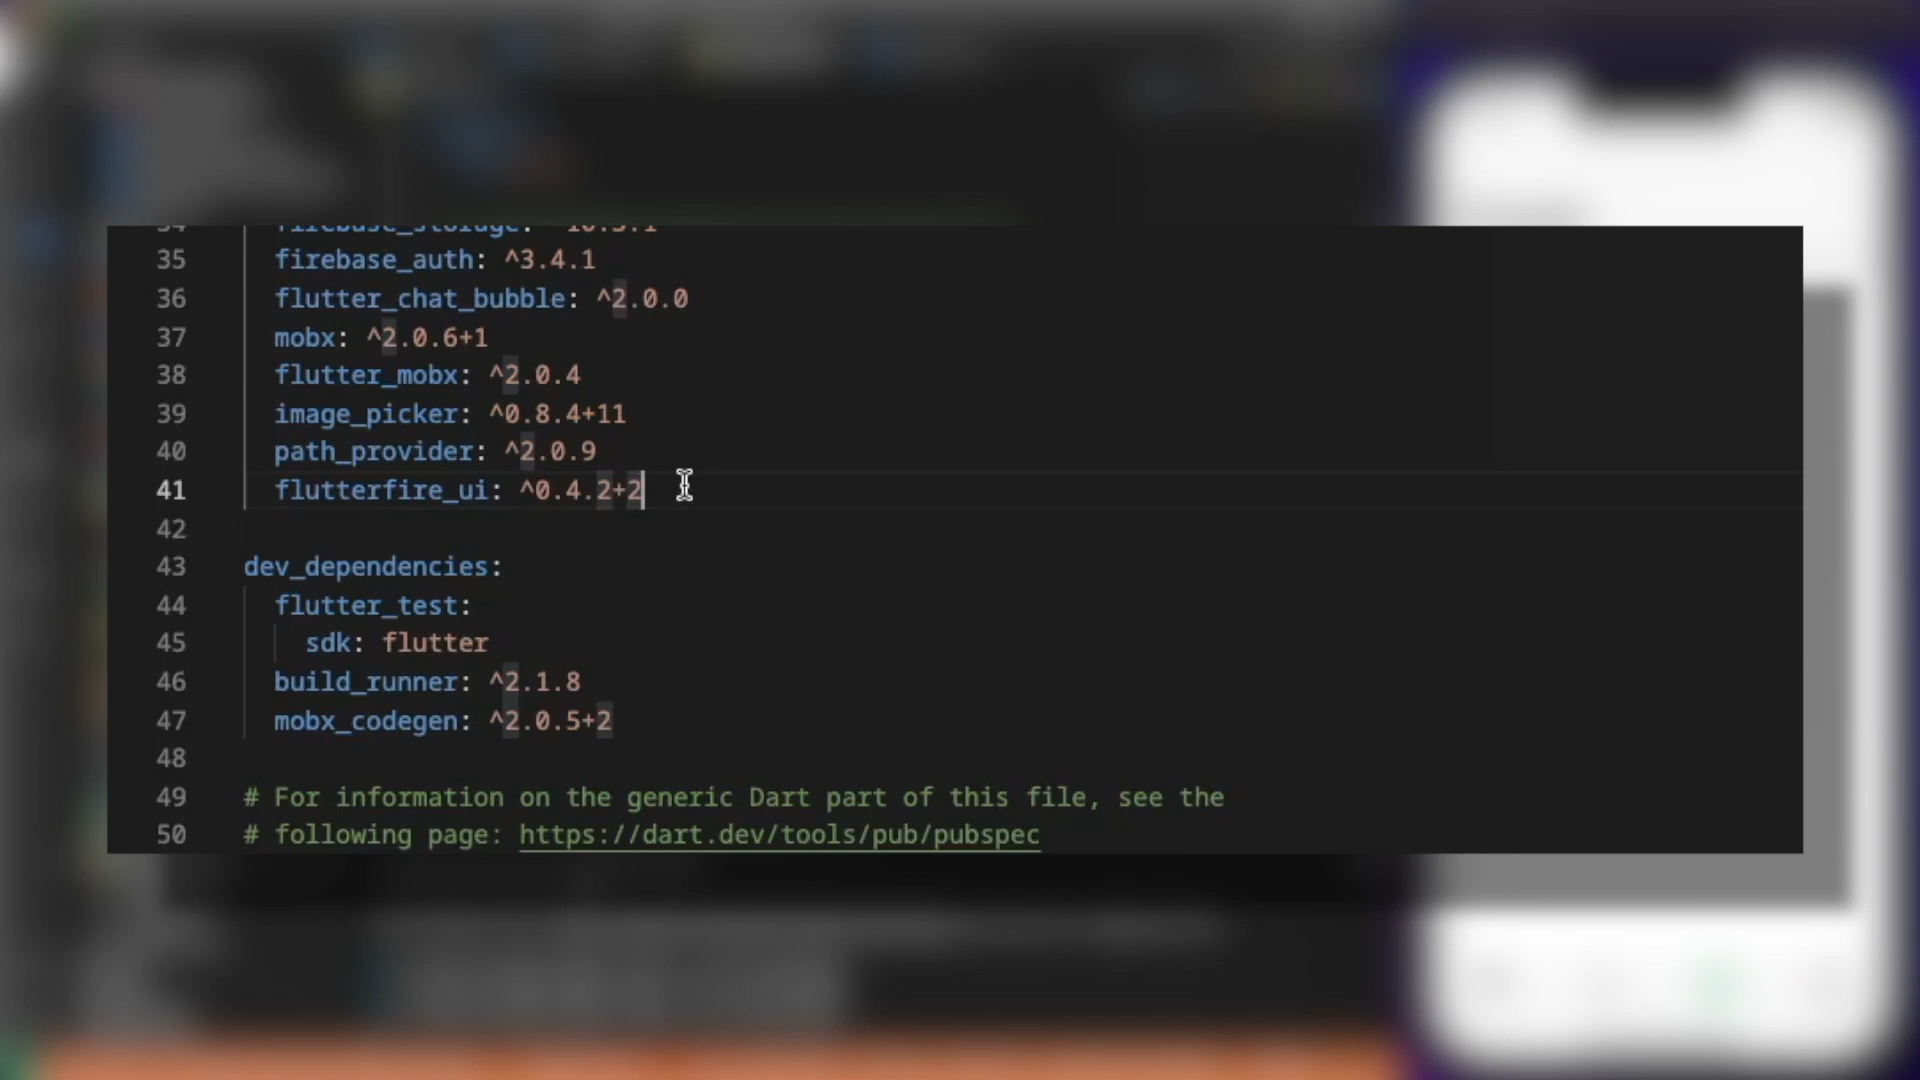 35 firebase_auth: ^3.4.1
36 flutter_chat_bubble: ^2.0.0
37 mobx: ^2.0.6+1
38 flutter_mobx: ^2.0.4
39 image_picker: ^0.8.4+11
40 path_provider: ^2.0.9
41 flutterfire_ui: ^0.4.2+2
42
43 dev_dependencies:
44 flutter_test:
45 sdk: flutter
46 build_runner: ^2.1.8
47 mobx_codegen: ^2.0.5+2
48
49 # For information on the generic Dart part of this file, see the
50 # following page: https://dart.dev/tools/pub/pubspec